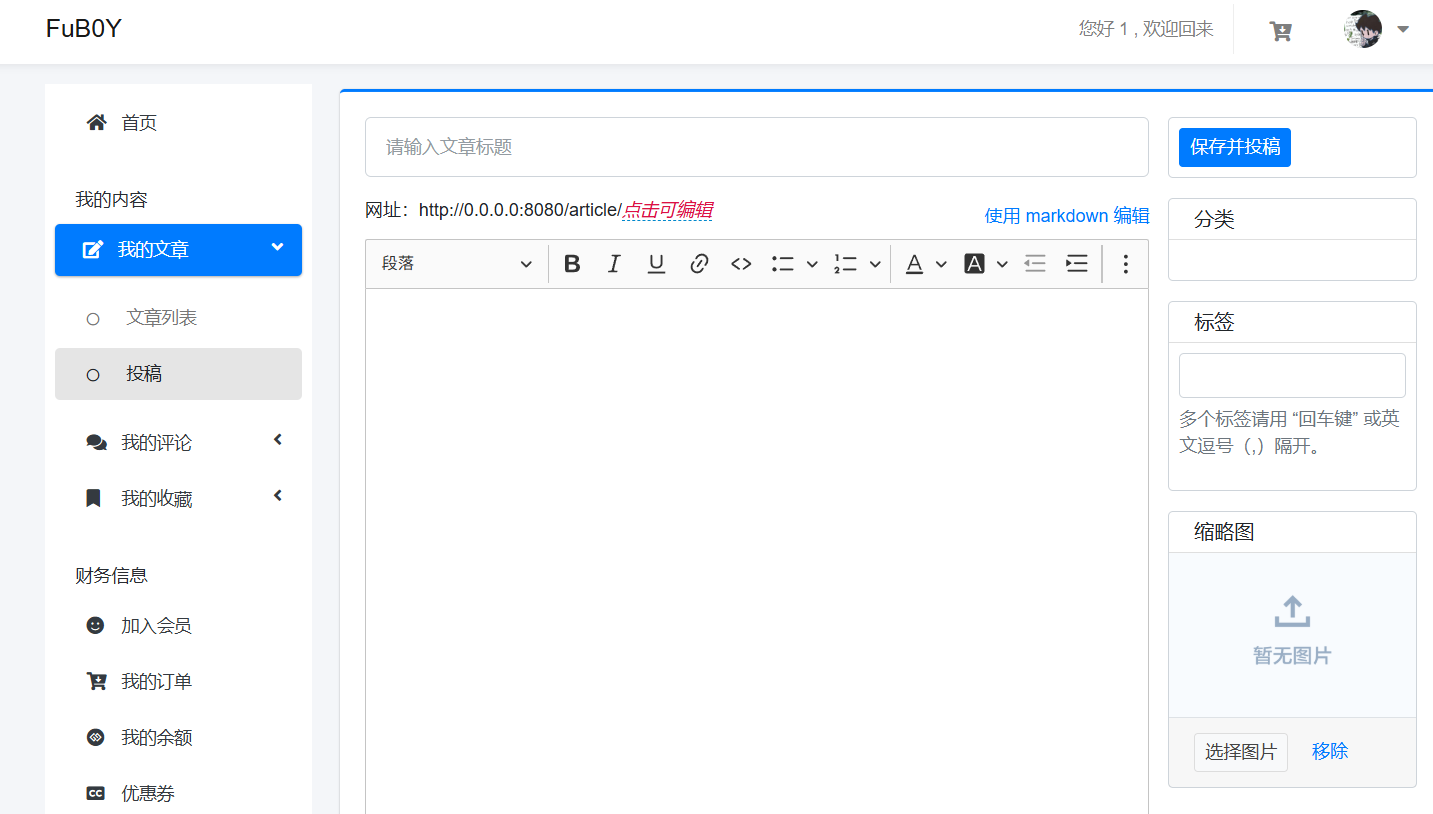 FuB0Y
您好 1 , 欢迎回来
首页
我的内容
我的文章
文章列表
投稿
我的评论
我的收藏
财务信息
加入会员
我的订单
我的余额
优惠券
请输入文章标题
网址：http://0.0.0.0:8080/article/点击可编辑
使用 markdown 编辑
段落
保存并投稿
分类
标签
多个标签请用 “回车键” 或英
文逗号（,）隔开。
缩略图
暂无图片
选择图片 移除